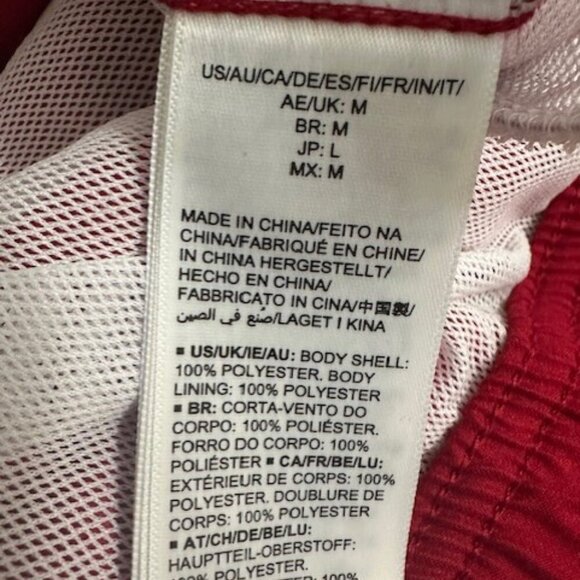 US/AU/CA/DE/ES/FI/FR/IN/IT/
AE/UK: M
BR: M
JP: L
MX: M
MADE IN CHINA/FEITO NA
CHINA/FABRIQUÉ EN CHINE/
IN CHINA HERGESTELLT/
HECHO EN CHINA/
FABBRICATO IN CINA/中国製/
صنع في الصين/LAGET I KINA
■ US/UK/IE/AU: BODY SHELL:
100% POLYESTER. BODY
LINING: 100% POLYESTER
■ BR: CORTA-VENTO DO
CORPO: 100% POLIÉSTER.
FORRO DO CORPO: 100%
POLIÉSTER ■ CA/FR/BE/LU:
EXTÉRIEUR DE CORPS: 100%
POLYESTER. DOUBLURE DE
CORPS: 100% POLYESTER
■ AT/CH/DE/BE/LU:
HAUPTTEIL-OBERSTOFF:
100% POLYESTER.